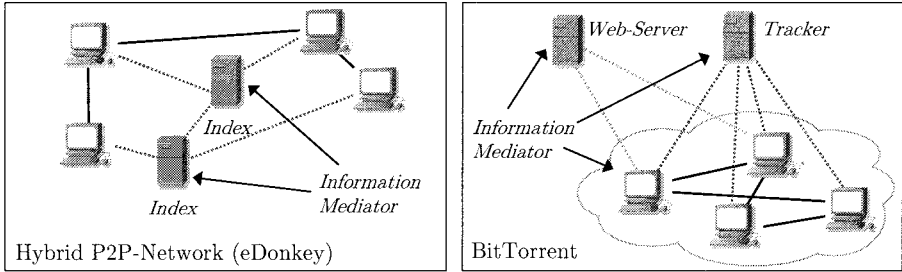 Index
Index
Information
Mediator
Hybrid P2P-Network (eDonkey)
Web-Server
Tracker
Information
Mediator
BitTorrent